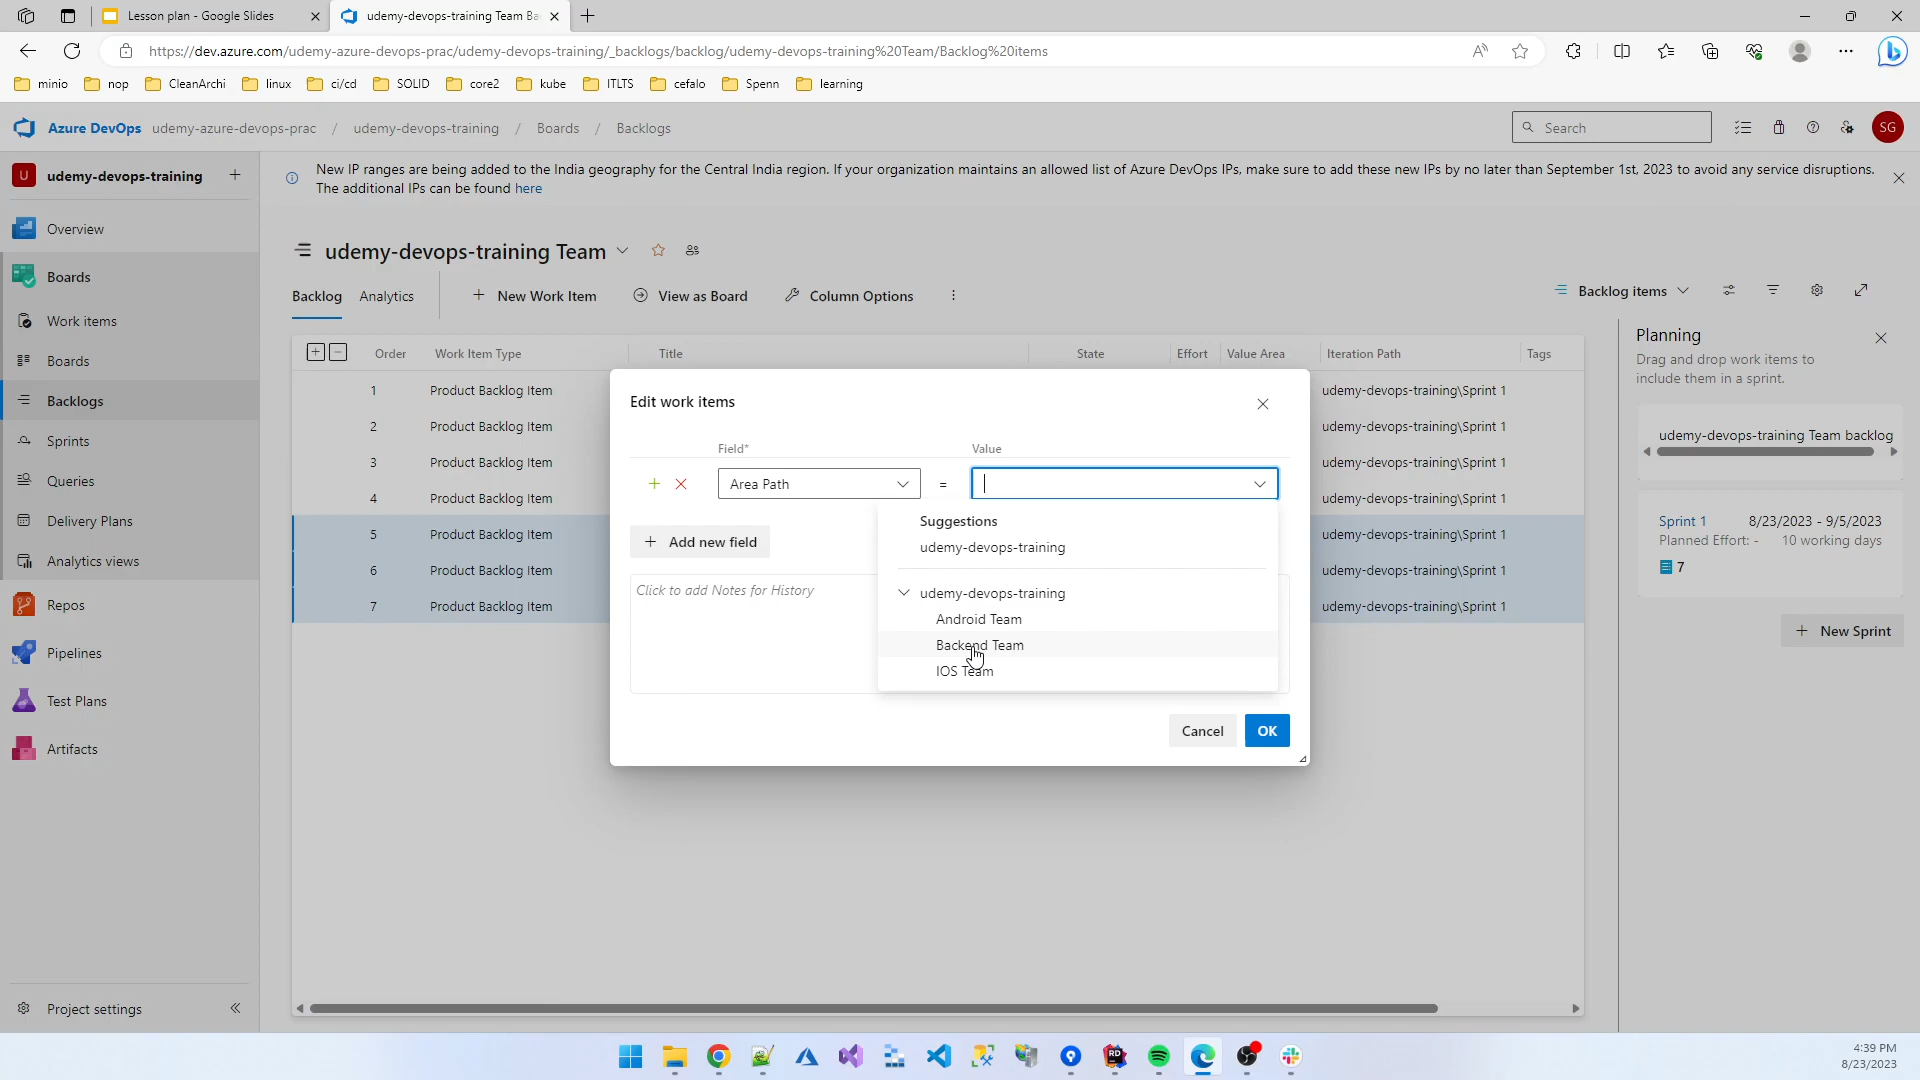 Lesson plan - Google Slides
udemy-devops-training Team Ba
https://dev.azure.com/udemy-azure-devops-prac/udemy-devops-training/_backlogs/backlog/udemy-devops-training%20Team/Backlog%20items
minio nop CleanArchi linux ci/cd SOLID core2 kube ITLTS cefalo Spenn learning
Azure DevOps udemy-azure-devops-prac / udemy-devops-training / Boards / Backlogs
Search
SG
U udemy-devops-training
New IP ranges are being added to the India geography for the Central India region. If your organization maintains an allowed list of Azure DevOps IPs, make sure to add these new IPs by no later than September 1st, 2023 to avoid any service disruptions.
The additional IPs can be found here
Overview
Boards
Work items
Boards
Backlogs
Sprints
Queries
Delivery Plans
Analytics views
Repos
Pipelines
Test Plans
Artifacts
Project settings
udemy-devops-training Team
Backlog Analytics
New Work Item
View as Board
Column Options
Backlog items
Order Work Item Type Title State Effort Value Area Iteration Path Tags
1 Product Backlog Item udemy-devops-training\Sprint 1
2 Product Backlog Item udemy-devops-training\Sprint 1
3 Product Backlog Item udemy-devops-training\Sprint 1
4 Product Backlog Item udemy-devops-training\Sprint 1
5 Product Backlog Item udemy-devops-training\Sprint 1
6 Product Backlog Item udemy-devops-training\Sprint 1
7 Product Backlog Item udemy-devops-training\Sprint 1
Edit work items
Field* Value
Area Path =
Add new field
Click to add Notes for History
Suggestions
udemy-devops-training
udemy-devops-training
Android Team
Backend Team
IOS Team
Cancel OK
Planning
Drag and drop work items to
include them in a sprint.
udemy-devops-training Team backlog
Sprint 1 8/23/2023 - 9/5/2023
Planned Effort: - 10 working days
7
New Sprint
RD
4:39 PM
8/23/2023